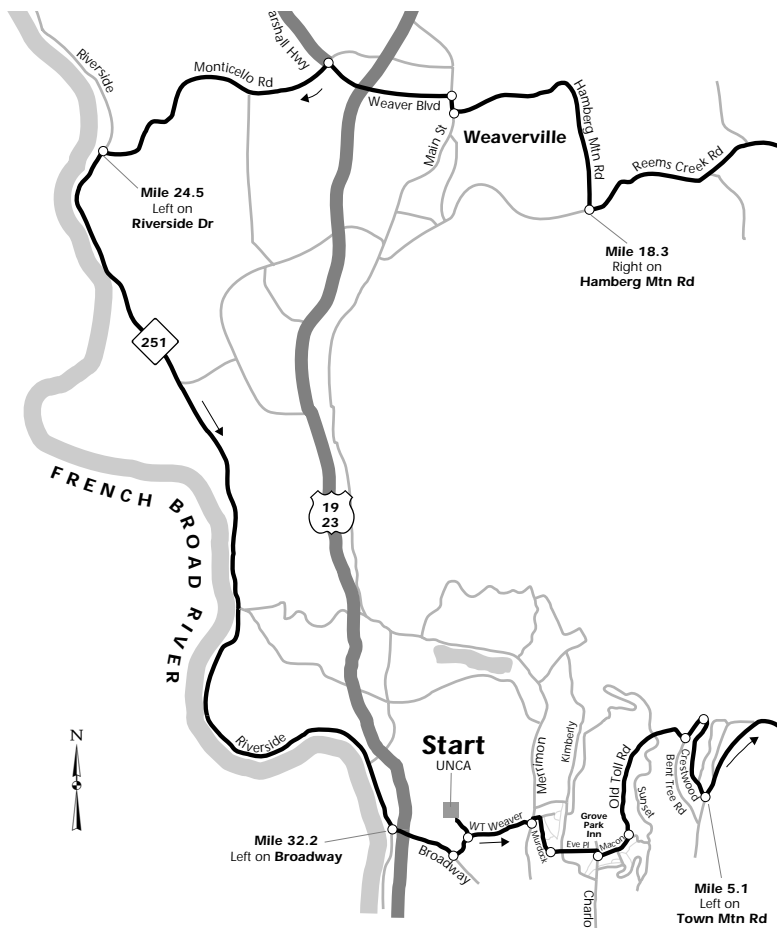 Riverside
arshall Hwy
Monticello Rd
Weaver Blvd
Main St
Weaverville
Hamberg Mtn Rd
Reems Creek Rd
Mile 24.5
Left on
Riverside Dr
Mile 18.3
Right on
Hamberg Mtn Rd
251
FRENCH BROAD RIVER
19
23
N
Riverside
Start
UNCA
Merrimon
Kimberly
Old Toll Rd
Sunset
Crestwood
Bent Tree Rd
Grove
Park
Inn
WT Weaver
Murdock
Eve Pl
Macon
Broadway
Charlo
Mile 32.2
Left on Broadway
Mile 5.1
Left on
Town Mtn Rd